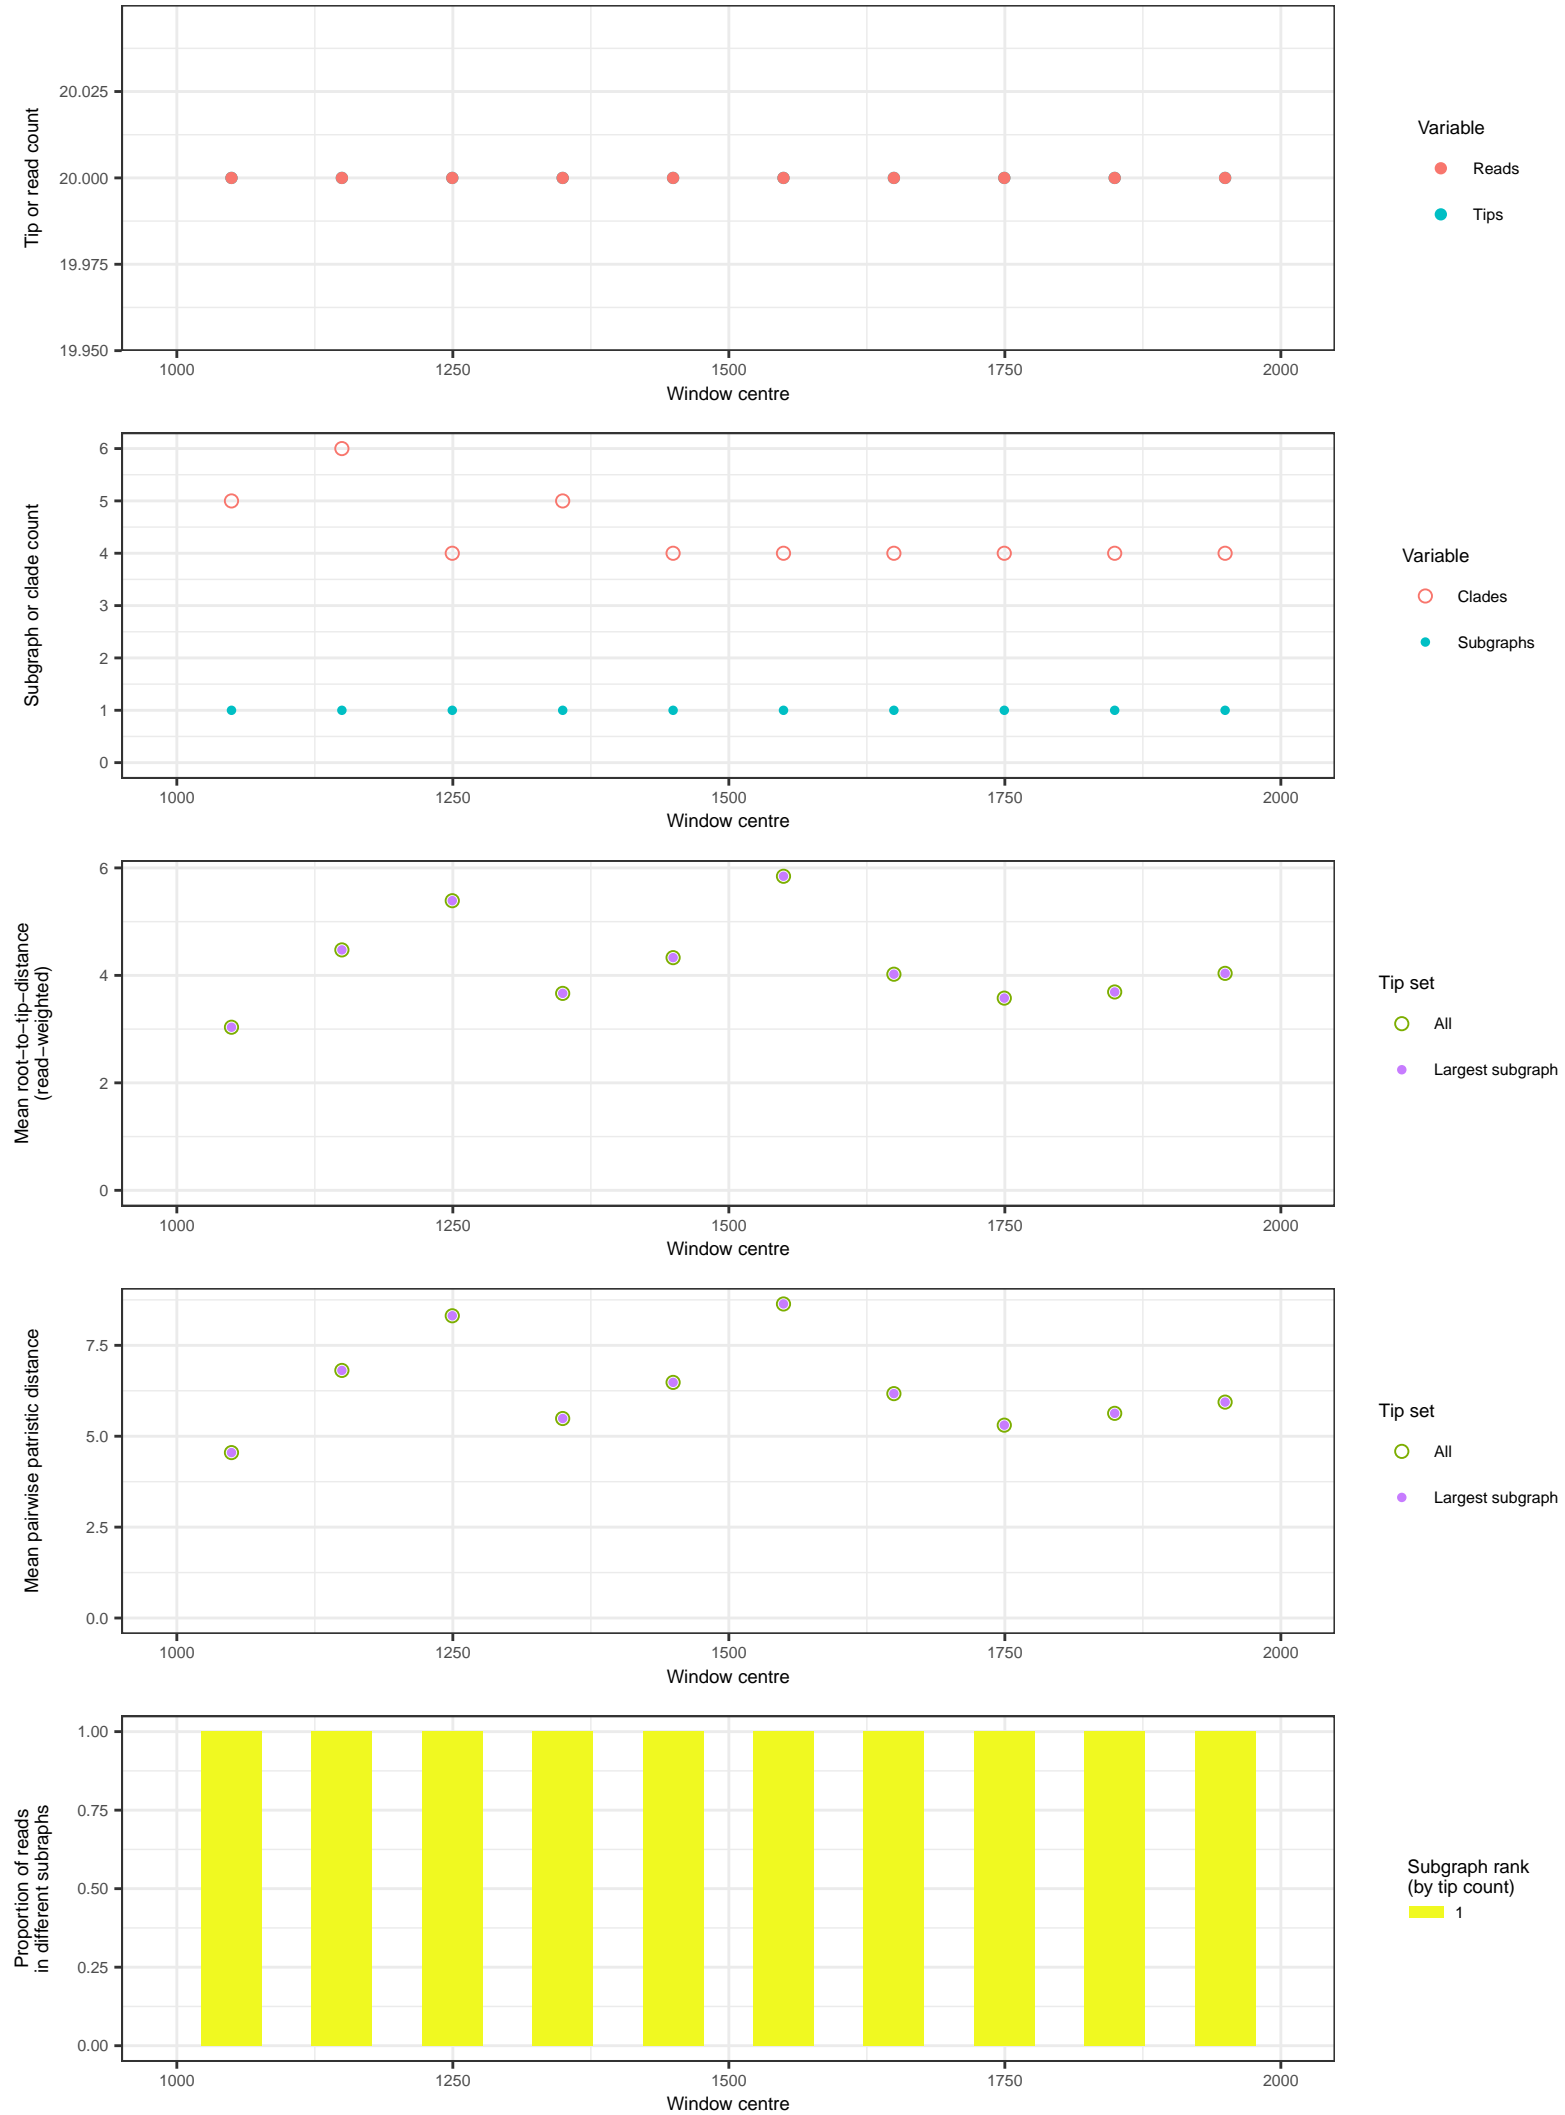 Tip or read count
20.025
20.000
19.975
19.950
1000 1250 1500 1750 2000
Window centre
Variable
Reads
Tips
Subgraph or clade count
6
5
4
3
2
1
0
1000 1250 1500 1750 2000
Window centre
Variable
Clades
Subgraphs
Mean root−to−tip−distance
(read−weighted)
6
4
2
0
1000 1250 1500 1750 2000
Window centre
Tip set
All
Largest subgraph
Mean pairwise patristic distance
7.5
5.0
2.5
0.0
1000 1250 1500 1750 2000
Window centre
Tip set
All
Largest subgraph
Proportion of reads
in different subraphs
1.00
0.75
0.50
0.25
0.00
1000 1250 1500 1750 2000
Window centre
Subgraph rank
(by tip count)
1